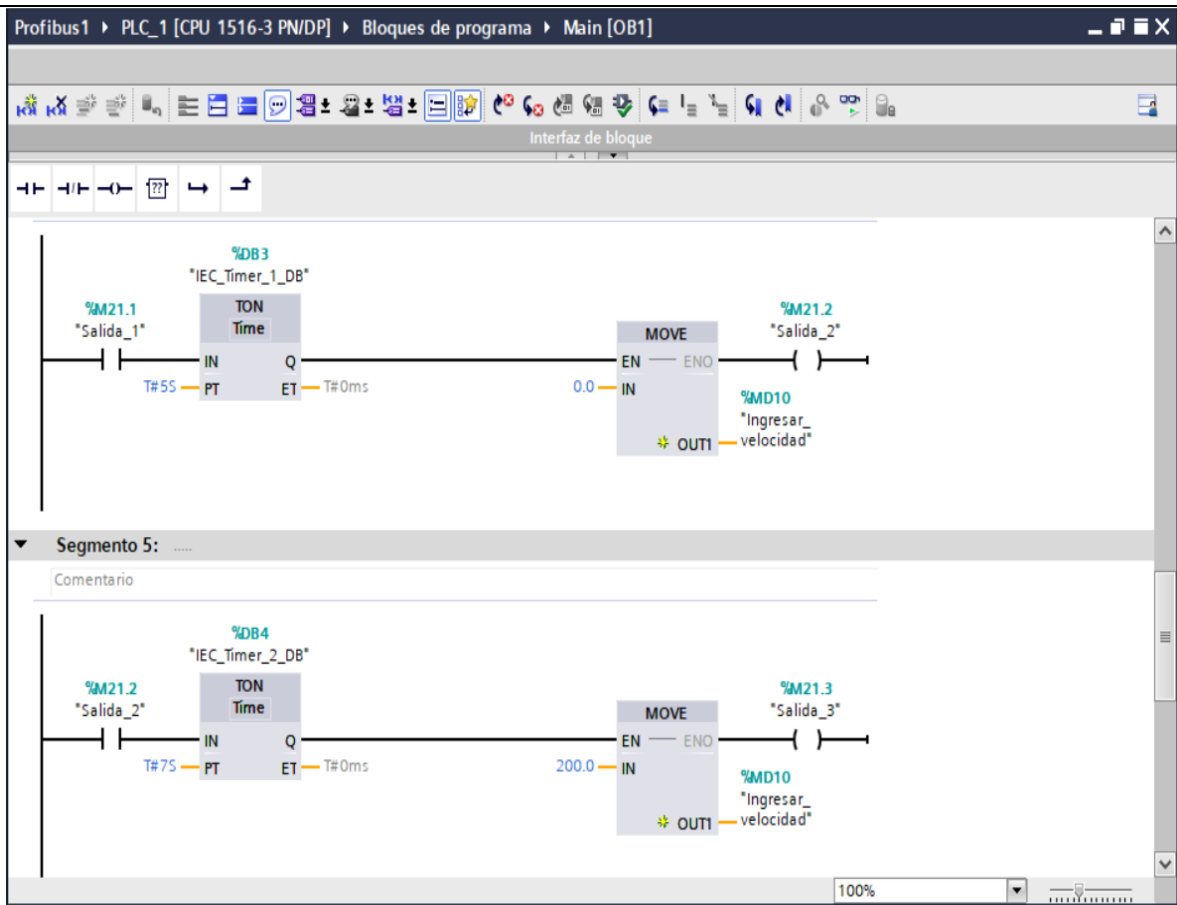 Profibus1 ▸ PLC_1 [CPU 1516-3 PN/DP] ▸ Bloques de programa ▸ Main [OB1]
Interfaz de bloque
??
%DB3
"IEC_Timer_1_DB"
%M21.1
"Salida_1"
TON
Time
MOVE
%M21.2
"Salida_2"
IN Q
EN ENO
T#5S PT ET T#0ms
0.0 IN
%MD10
"Ingresar_
velocidad"
OUT1
Segmento 5: .....
Comentario
%DB4
"IEC_Timer_2_DB"
%M21.2
"Salida_2"
TON
Time
MOVE
%M21.3
"Salida_3"
IN Q
EN ENO
T#7S PT ET T#0ms
200.0 IN
%MD10
"Ingresar_
velocidad"
OUT1
100%